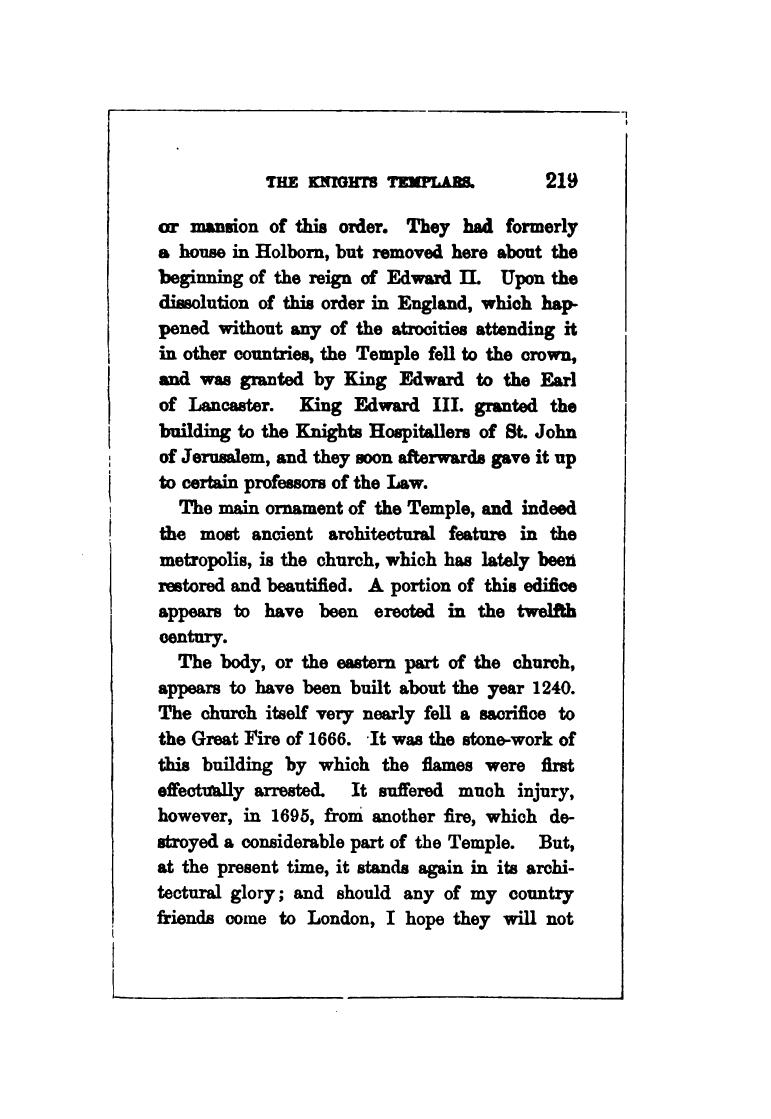 THE KNIGHTS TEMPLARS. 219
or mansion of this order. They had formerly
a house in Holborn, but removed here about the
beginning of the reign of Edward II. Upon the
dissolution of this order in England, which hap-
pened without any of the atrocities attending it
in other countries, the Temple fell to the crown,
and was granted by King Edward to the Earl
of Lancaster. King Edward III. granted the
building to the Knights Hospitallers of St. John
of Jerusalem, and they soon afterwards gave it up
to certain professors of the Law.
The main ornament of the Temple, and indeed
the most ancient architectural feature in the
metropolis, is the church, which has lately been
restored and beautified. A portion of this edifice
appears to have been erected in the twelfth
century.
The body, or the eastern part of the church,
appears to have been built about the year 1240.
The church itself very nearly fell a sacrifice to
the Great Fire of 1666. It was the stone-work of
this building by which the flames were first
effectually arrested. It suffered much injury,
however, in 1695, from another fire, which de-
stroyed a considerable part of the Temple. But,
at the present time, it stands again in its archi-
tectural glory; and should any of my country
friends come to London, I hope they will not